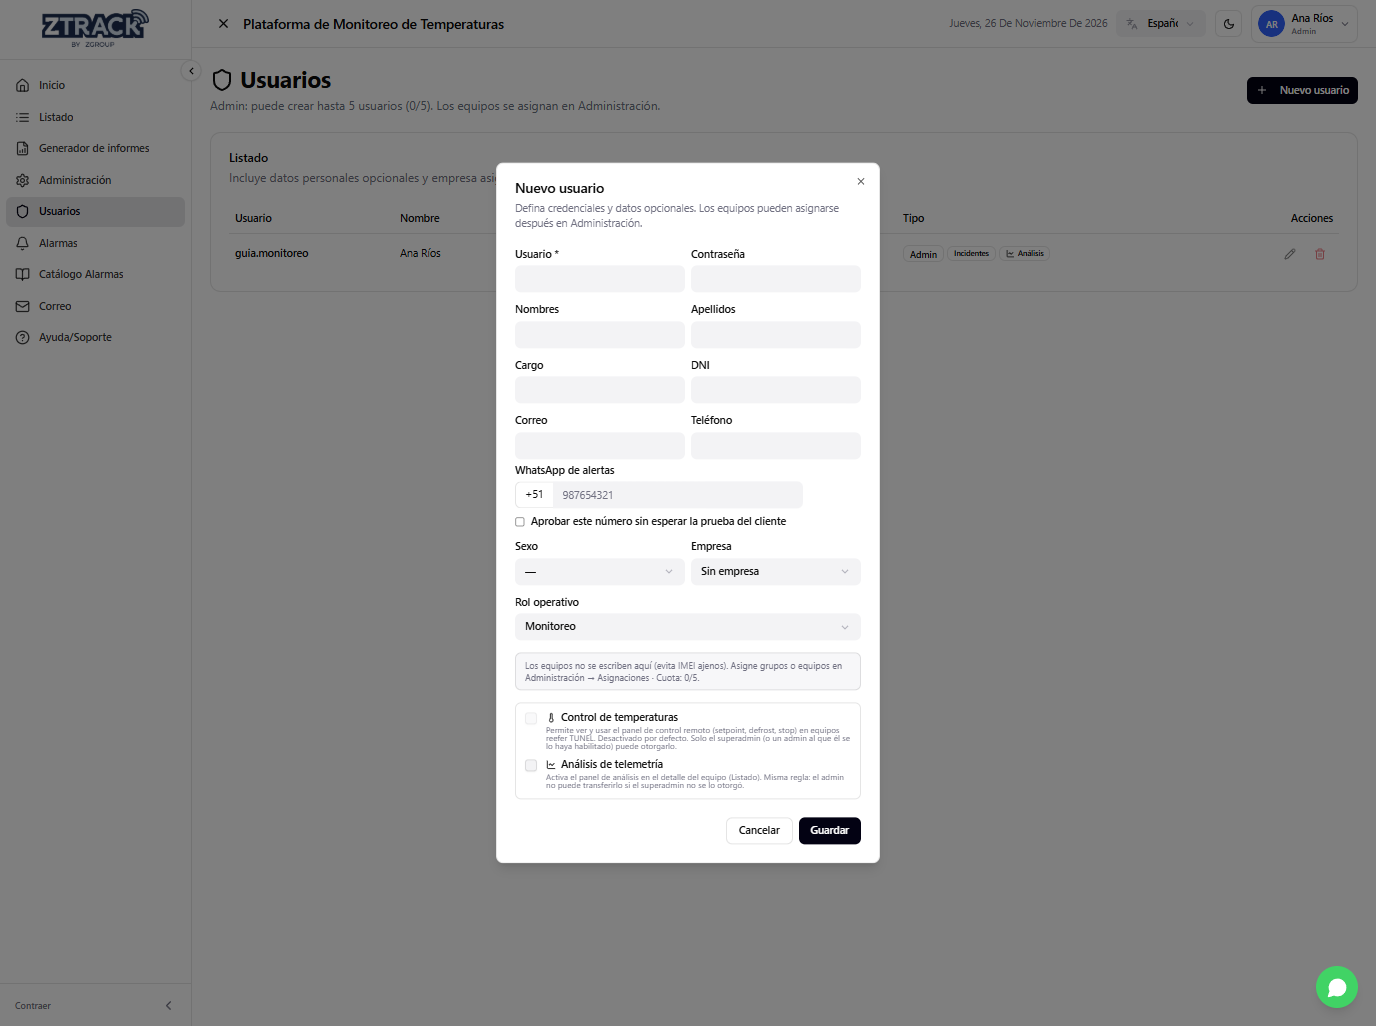 ZTRACK
BY ZGROUP
Plataforma de Monitoreo de Temperaturas
Jueves, 26 De Noviembre De 2026
Españ
AR
Ana Ríos
Admin
Inicio
Listado
Generador de informes
Administración
Usuarios
Alarmas
Catálogo Alarmas
Correo
Ayuda/Soporte
Contraer
Usuarios
Admin: puede crear hasta 5 usuarios (0/5). Los equipos se asignan en Administración.
Nuevo usuario
Listado
Incluye datos personales opcionales y empresa
Usuario
Nombre
Tipo
Acciones
guia.monitoreo
Ana Ríos
Admin
Incidentes
Análisis
Nuevo usuario
Defina credenciales y datos opcionales. Los equipos pueden asignarse
después en Administración.
Usuario *
Contraseña
Nombres
Apellidos
Cargo
DNI
Correo
Teléfono
WhatsApp de alertas
+51
987654321
Aprobar este número sin esperar la prueba del cliente
Sexo
Empresa
—
Sin empresa
Rol operativo
Monitoreo
Los equipos no se escriben aquí (evita IMEI ajenos). Asigne grupos o equipos en
Administración → Asignaciones · Cuota: 0/5.
Control de temperaturas
Permite ver y usar el panel de control remoto (setpoint, defrost, stop) en equipos
reefer TUNEL. Desactivado por defecto. Solo el superadmin (o un admin al que él se
lo haya habilitado) puede otorgarlo.
Análisis de telemetría
Activa el panel de análisis en el detalle del equipo (Listado). Misma regla: el admin
no puede transferirlo si el superadmin no se lo otorgó.
Cancelar
Guardar